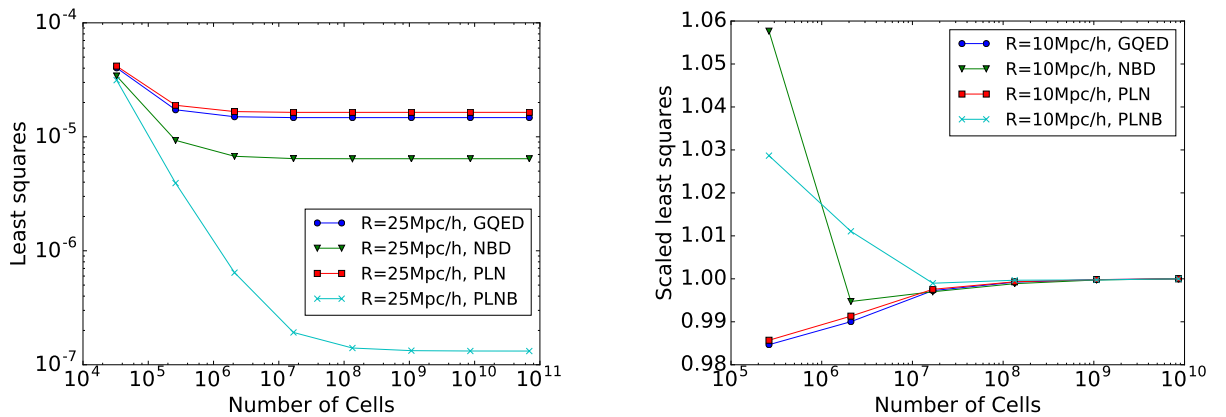 10^-4
10^-5
10^-6
10^-7
Least squares
R=25Mpc/h, GQED
R=25Mpc/h, NBD
R=25Mpc/h, PLN
R=25Mpc/h, PLNB
10^4 10^5 10^6 10^7 10^8 10^9 10^10 10^11
Number of Cells
1.06
1.05
1.04
1.03
1.02
1.01
1.00
0.99
0.98
Scaled least squares
R=10Mpc/h, GQED
R=10Mpc/h, NBD
R=10Mpc/h, PLN
R=10Mpc/h, PLNB
10^5 10^6 10^7 10^8 10^9 10^10
Number of Cells